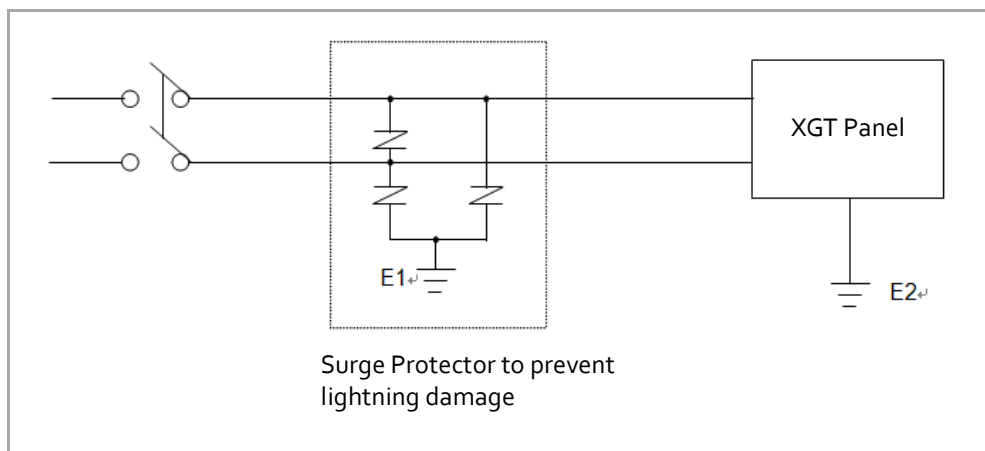 XGT Panel
E1↵
E2↵
Surge Protector to prevent
lightning damage